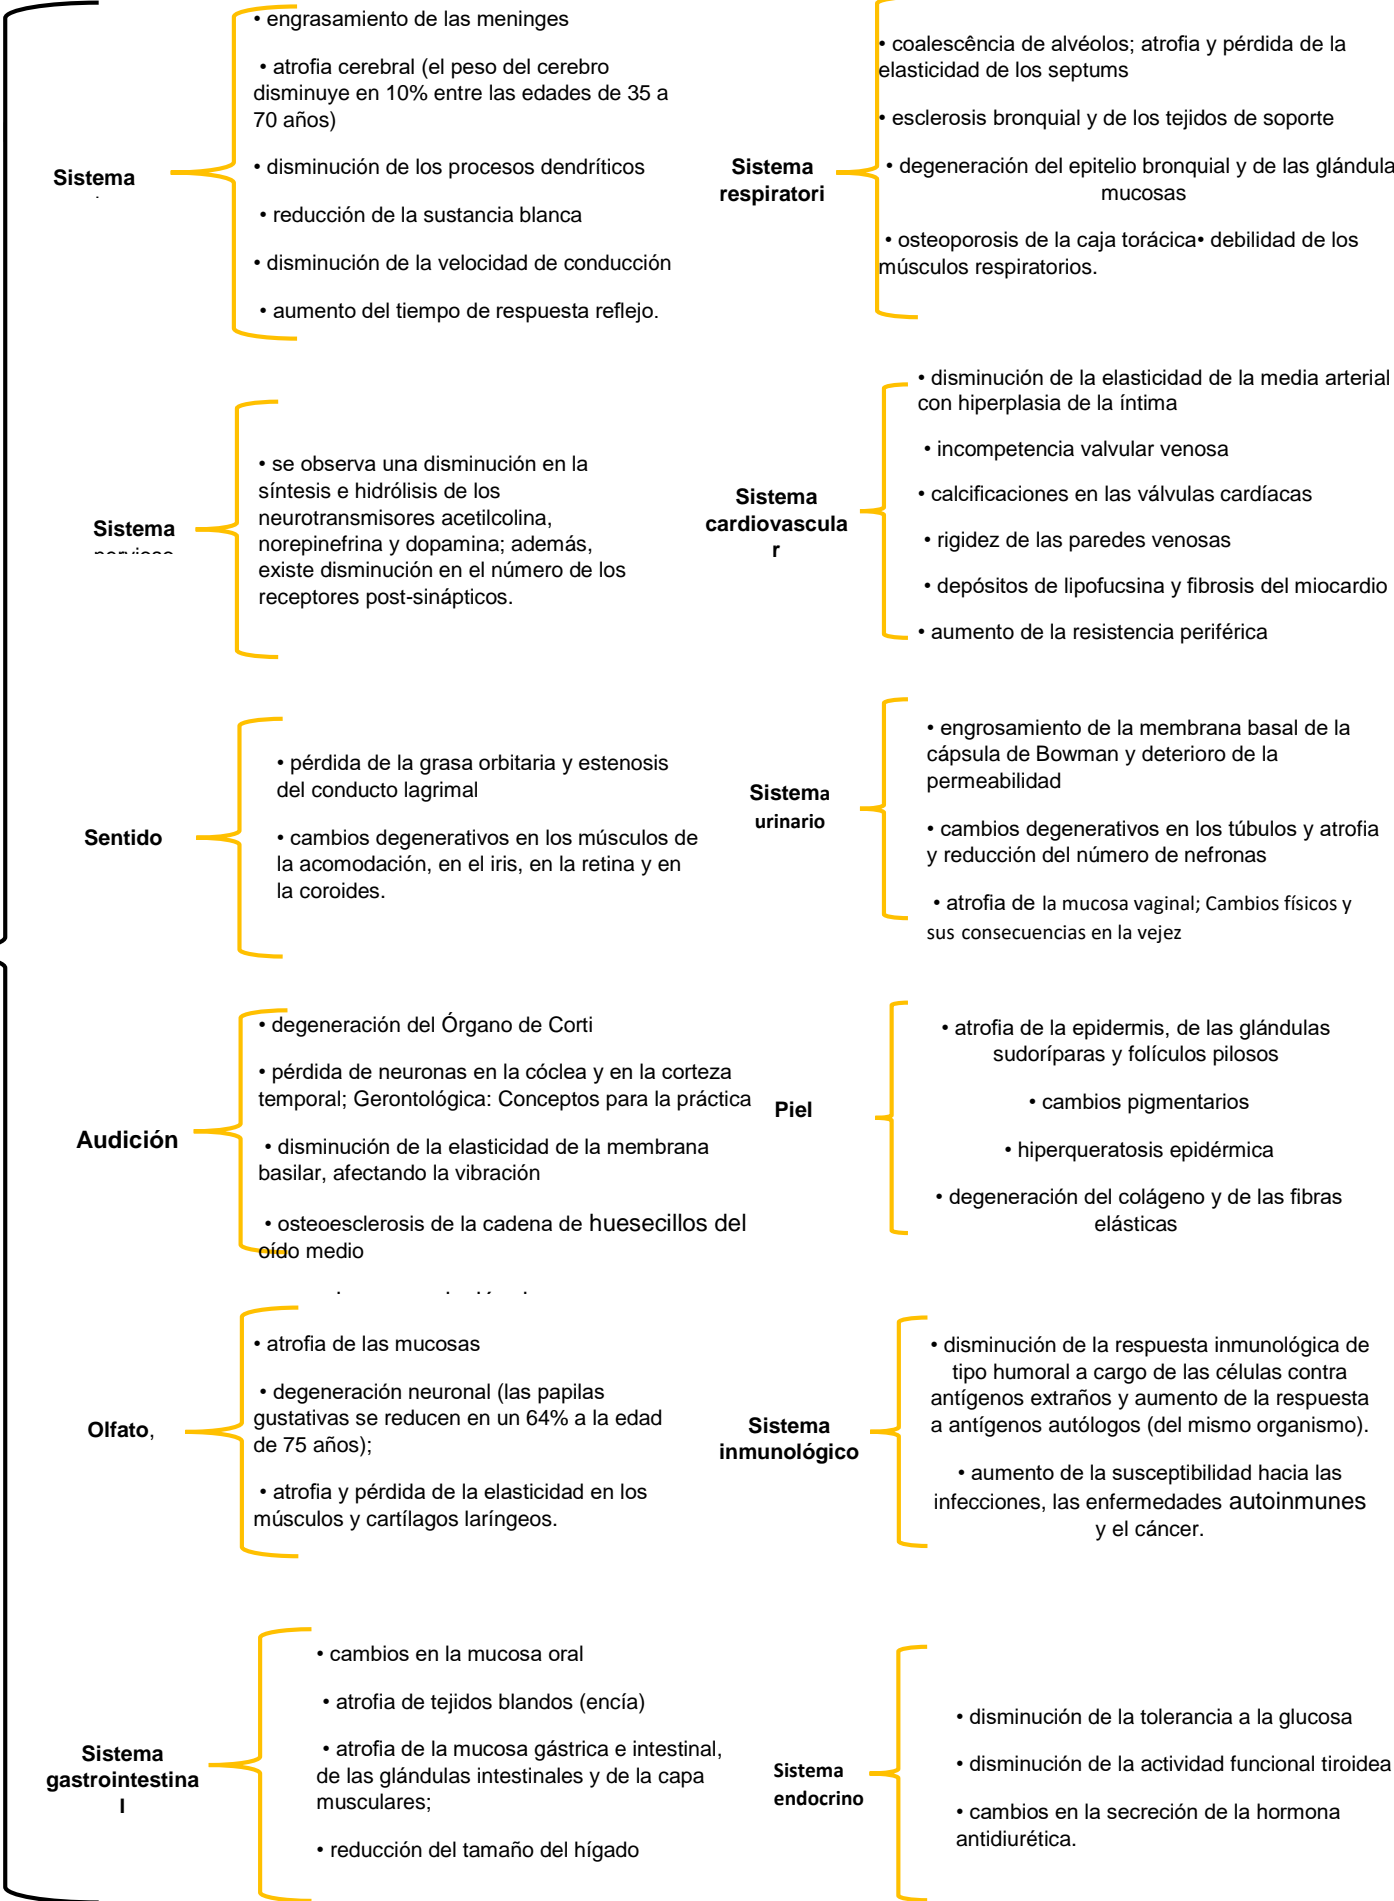 Sistema
• engrasamiento de las meninges
• atrofia cerebral (el peso del cerebro
disminuye en 10% entre las edades de 35 a
70 años)
• disminución de los procesos dendríticos
• reducción de la sustancia blanca
• disminución de la velocidad de conducción
• aumento del tiempo de respuesta reflejo.
Sistema
• se observa una disminución en la
síntesis e hidrólisis de los
neurotransmisores acetilcolina,
norepinefrina y dopamina; además,
existe disminución en el número de los
receptores post-sinápticos.
Sentido
• pérdida de la grasa orbitaria y estenosis
del conducto lagrimal
• cambios degenerativos en los músculos de
la acomodación, en el iris, en la retina y en
la coroides.
Audición
• degeneración del Órgano de Corti
• pérdida de neuronas en la cóclea y en la corteza
temporal; Gerontológica: Conceptos para la práctica
• disminución de la elasticidad de la membrana
basilar, afectando la vibración
• osteoesclerosis de la cadena de huesecillos del
oído medio
Olfato,
• atrofia de las mucosas
• degeneración neuronal (las papilas
gustativas se reducen en un 64% a la edad
de 75 años);
• atrofia y pérdida de la elasticidad en los
músculos y cartílagos laríngeos.
Sistema
gastrointestina
l
• cambios en la mucosa oral
• atrofia de tejidos blandos (encía)
• atrofia de la mucosa gástrica e intestinal,
de las glándulas intestinales y de la capa
musculares;
• reducción del tamaño del hígado
Sistema
respiratori
• coalescência de alvéolos; atrofia y pérdida de la
elasticidad de los septums
• esclerosis bronquial y de los tejidos de soporte
• degeneración del epitelio bronquial y de las glándula
mucosas
• osteoporosis de la caja torácica• debilidad de los
músculos respiratorios.
Sistema
cardiovascula
r
• disminución de la elasticidad de la media arterial
con hiperplasia de la íntima
• incompetencia valvular venosa
• calcificaciones en las válvulas cardíacas
• rigidez de las paredes venosas
• depósitos de lipofucsina y fibrosis del miocardio
• aumento de la resistencia periférica
Sistema
urinario
• engrosamiento de la membrana basal de la
cápsula de Bowman y deterioro de la
permeabilidad
• cambios degenerativos en los túbulos y atrofia
y reducción del número de nefronas
• atrofia de la mucosa vaginal; Cambios físicos y
sus consecuencias en la vejez
Piel
• atrofia de la epidermis, de las glándulas
sudoríparas y folículos pilosos
• cambios pigmentarios
• hiperqueratosis epidérmica
• degeneración del colágeno y de las fibras
elásticas
Sistema
inmunológico
• disminución de la respuesta inmunológica de
tipo humoral a cargo de las células contra
antígenos extraños y aumento de la respuesta
a antígenos autólogos (del mismo organismo).
• aumento de la susceptibilidad hacia las
infecciones, las enfermedades autoinmunes
y el cáncer.
Sistema
endocrino
• disminución de la tolerancia a la glucosa
• disminución de la actividad funcional tiroidea
• cambios en la secreción de la hormona
antidiurética.